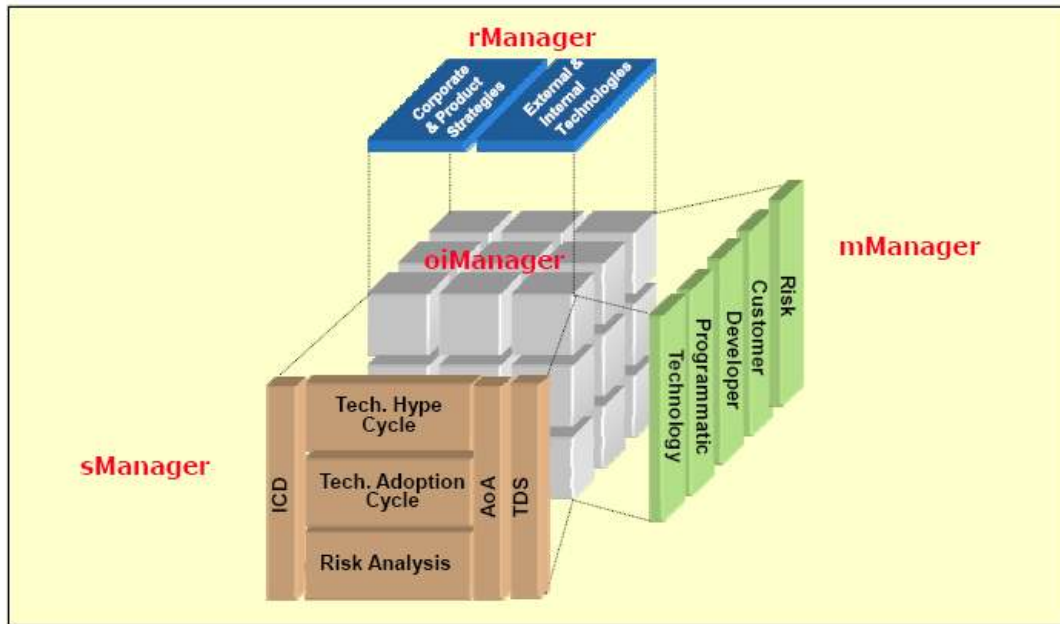 rManager
Corporate
& Product
Strategies
External &
Internal
Technologies
oiManager
mManager
Technology
Programmatic
Developer
Customer
Risk
sManager
ICD
Tech. Hype
Cycle
Tech. Adoption
Cycle
Risk Analysis
AoA
TDS